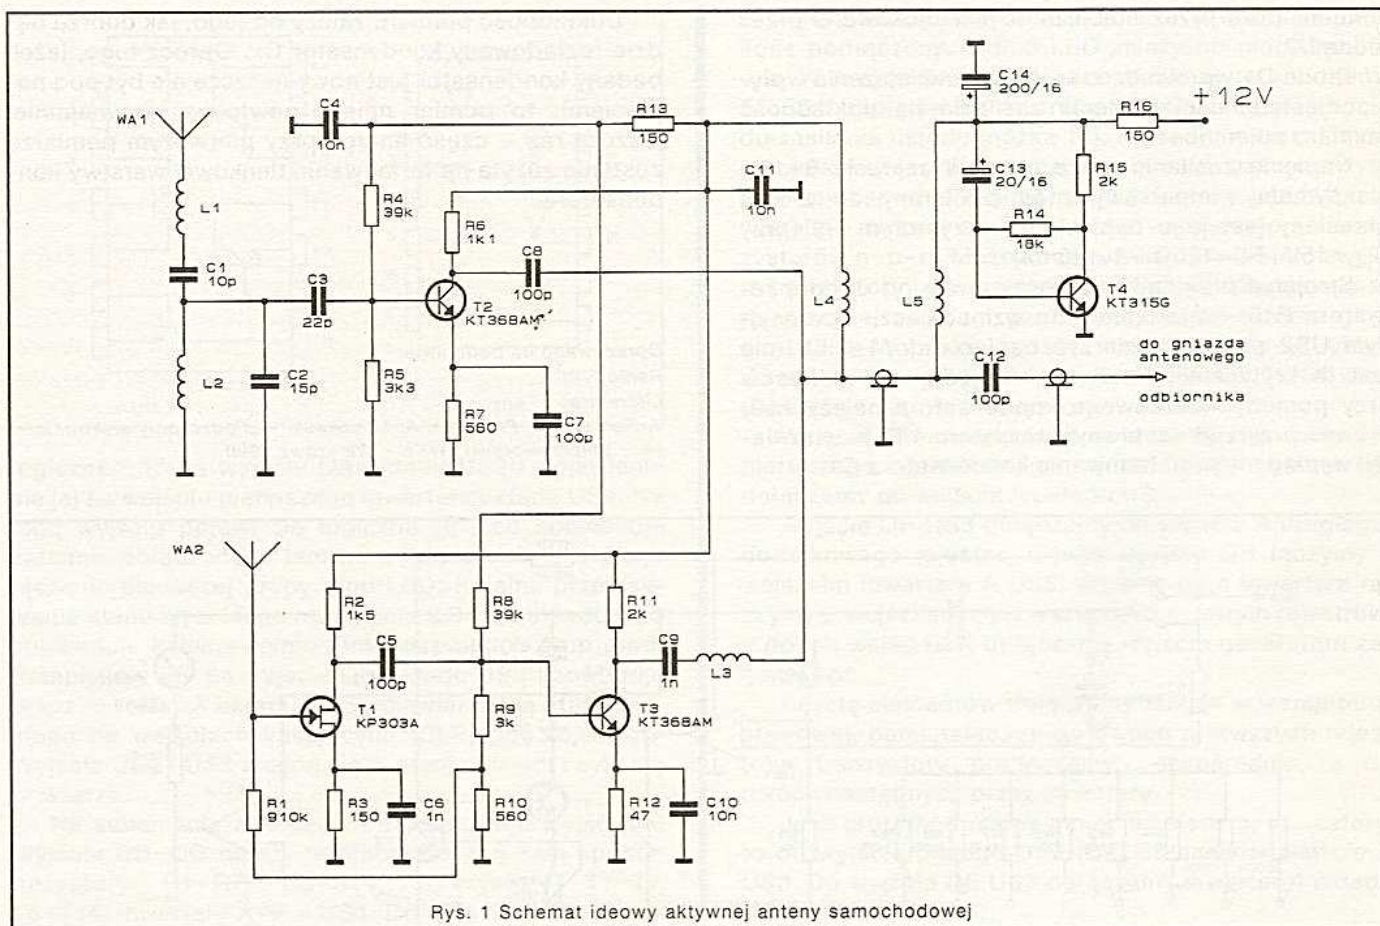 WA1
L1
C1
10p
L2
C2
15p
C3
22p
C4
10n
R4
39k
R5
3k3
R6
1k1
T2
KT368AM
R7
560
C7
100p
C8
100p
R13
150
C11
10n
C14
200/16
+
+12V
R16
150
C13
20/16
+
R15
2k
R14
18k
T4
KT315G
L4
L5
C12
100p
do gniazda
antenowego
odbiornika
WA2
R2
1k5
C5
100p
T1
KP303A
R1
910k
R3
150
C6
1n
R8
39k
R9
3k
R10
560
R11
2k
C9
1n
L3
T3
KT368AM
R12
47
C10
10n
Rys. 1 Schemat ideowy aktywnej anteny samochodowej